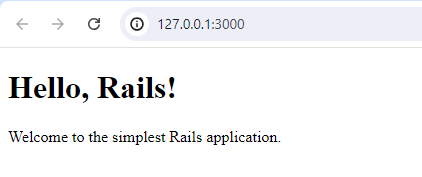 127.0.0.1:3000
Hello, Rails!
Welcome to the simplest Rails application.